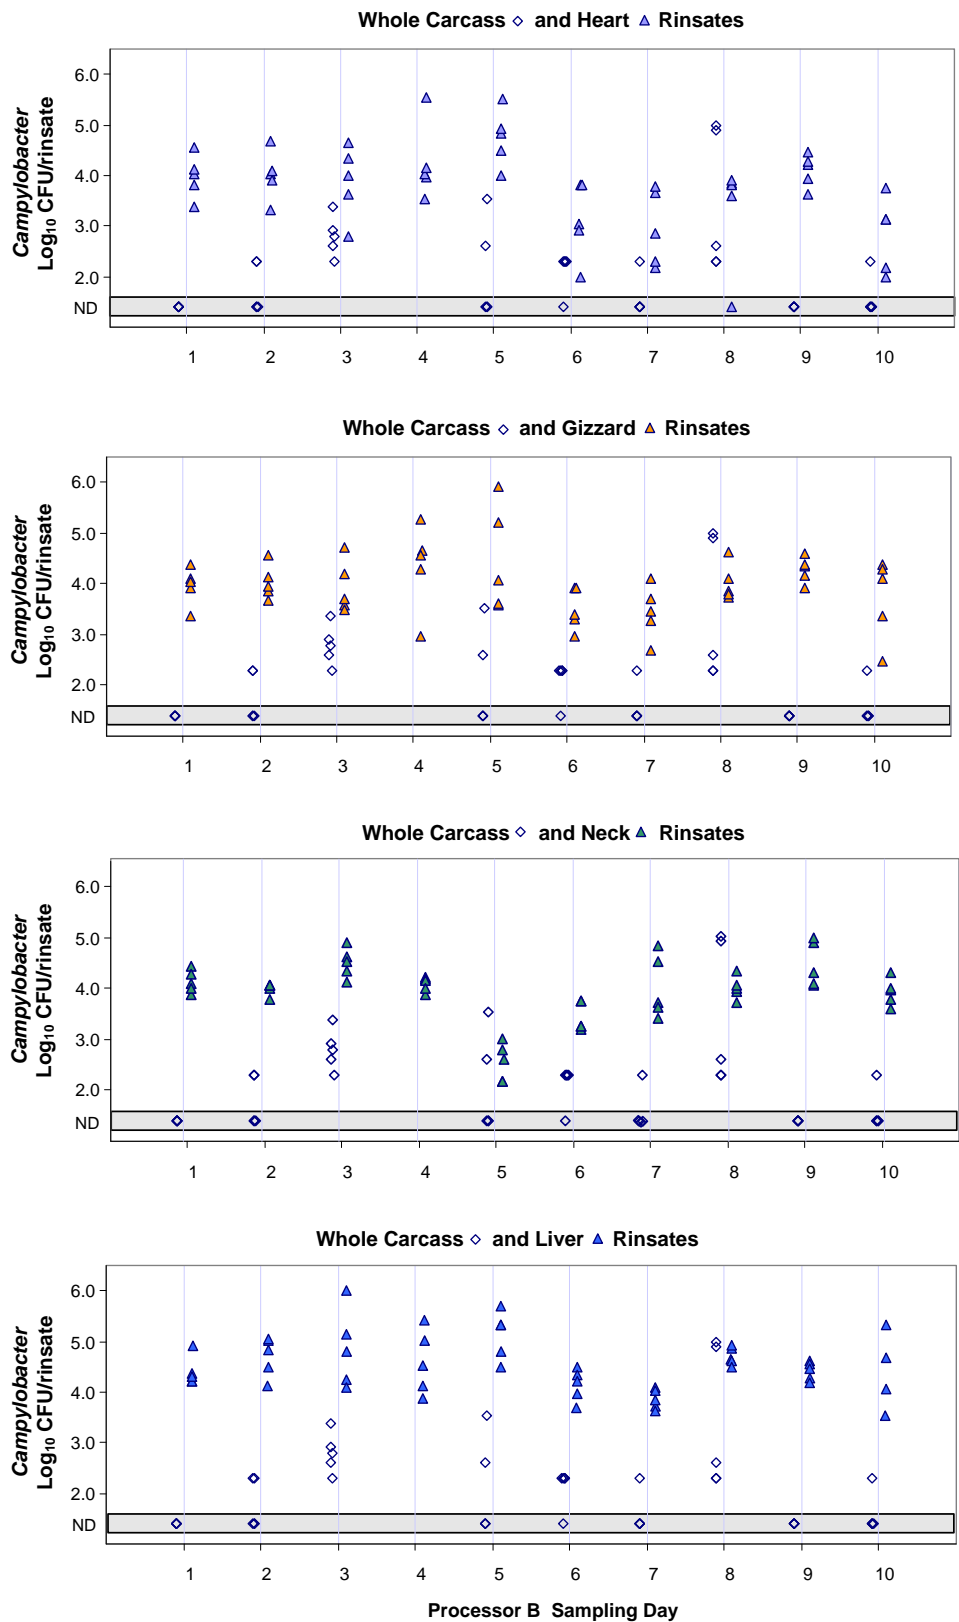 Whole Carcass ◇ and Heart △ Rinsates
Campylobacter
Log₁₀ CFU/rinsate
6.0
5.0
4.0
3.0
2.0
ND
1 2 3 4 5 6 7 8 9 10
Whole Carcass ◇ and Gizzard △ Rinsates
Campylobacter
Log₁₀ CFU/rinsate
6.0
5.0
4.0
3.0
2.0
ND
1 2 3 4 5 6 7 8 9 10
Whole Carcass ◇ and Neck △ Rinsates
Campylobacter
Log₁₀ CFU/rinsate
6.0
5.0
4.0
3.0
2.0
ND
1 2 3 4 5 6 7 8 9 10
Whole Carcass ◇ and Liver △ Rinsates
Campylobacter
Log₁₀ CFU/rinsate
6.0
5.0
4.0
3.0
2.0
ND
1 2 3 4 5 6 7 8 9 10
Processor B Sampling Day